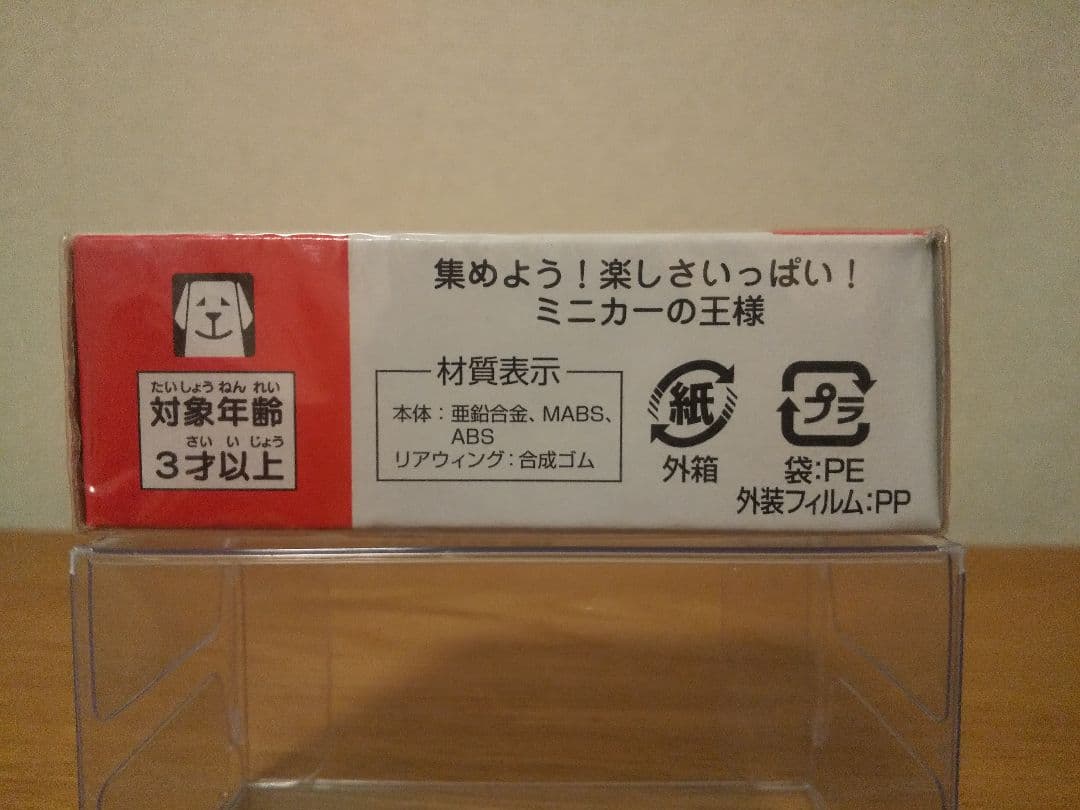 集めよう！楽しさいっぱい！
ミニカーの王様
たいしょう ねん れい
対象年齢
さい い じょう
3才以上
材質表示
本体：亜鉛合金、MABS、
ABS
リアウィング：合成ゴム
紙
外箱
プラ
袋：PE
外装フィルム：PP